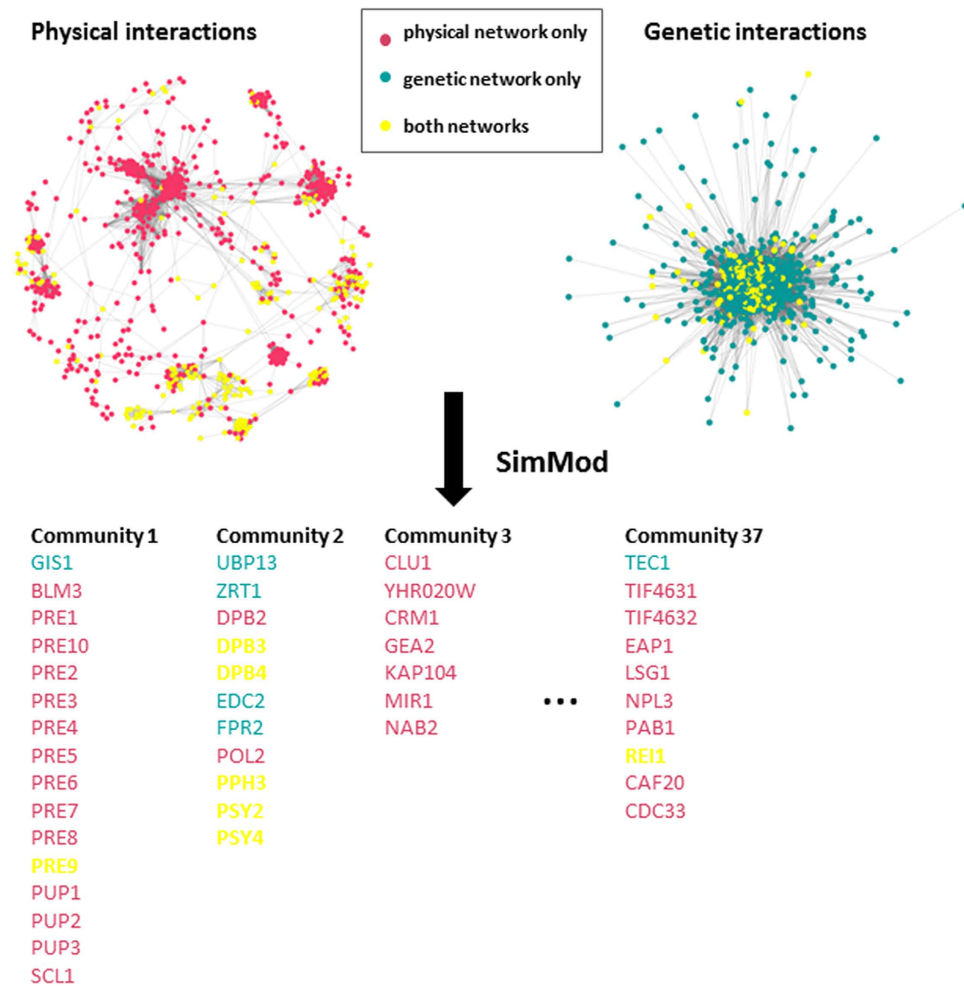 Physical interactions
physical network only
genetic network only
both networks
Genetic interactions
SimMod
Community 1
GIS1
BLM3
PRE1
PRE10
PRE2
PRE3
PRE4
PRE5
PRE6
PRE7
PRE8
PRE9
PUP1
PUP2
PUP3
SCL1
Community 2
UBP13
ZRT1
DPB2
DPB3
DPB4
EDC2
FPR2
POL2
PPH3
PSY2
PSY4
Community 3
CLU1
YHR020W
CRM1
GEA2
KAP104
MIR1
NAB2
...
Community 37
TEC1
TIF4631
TIF4632
EAP1
LSG1
NPL3
PAB1
REI1
CAF20
CDC33